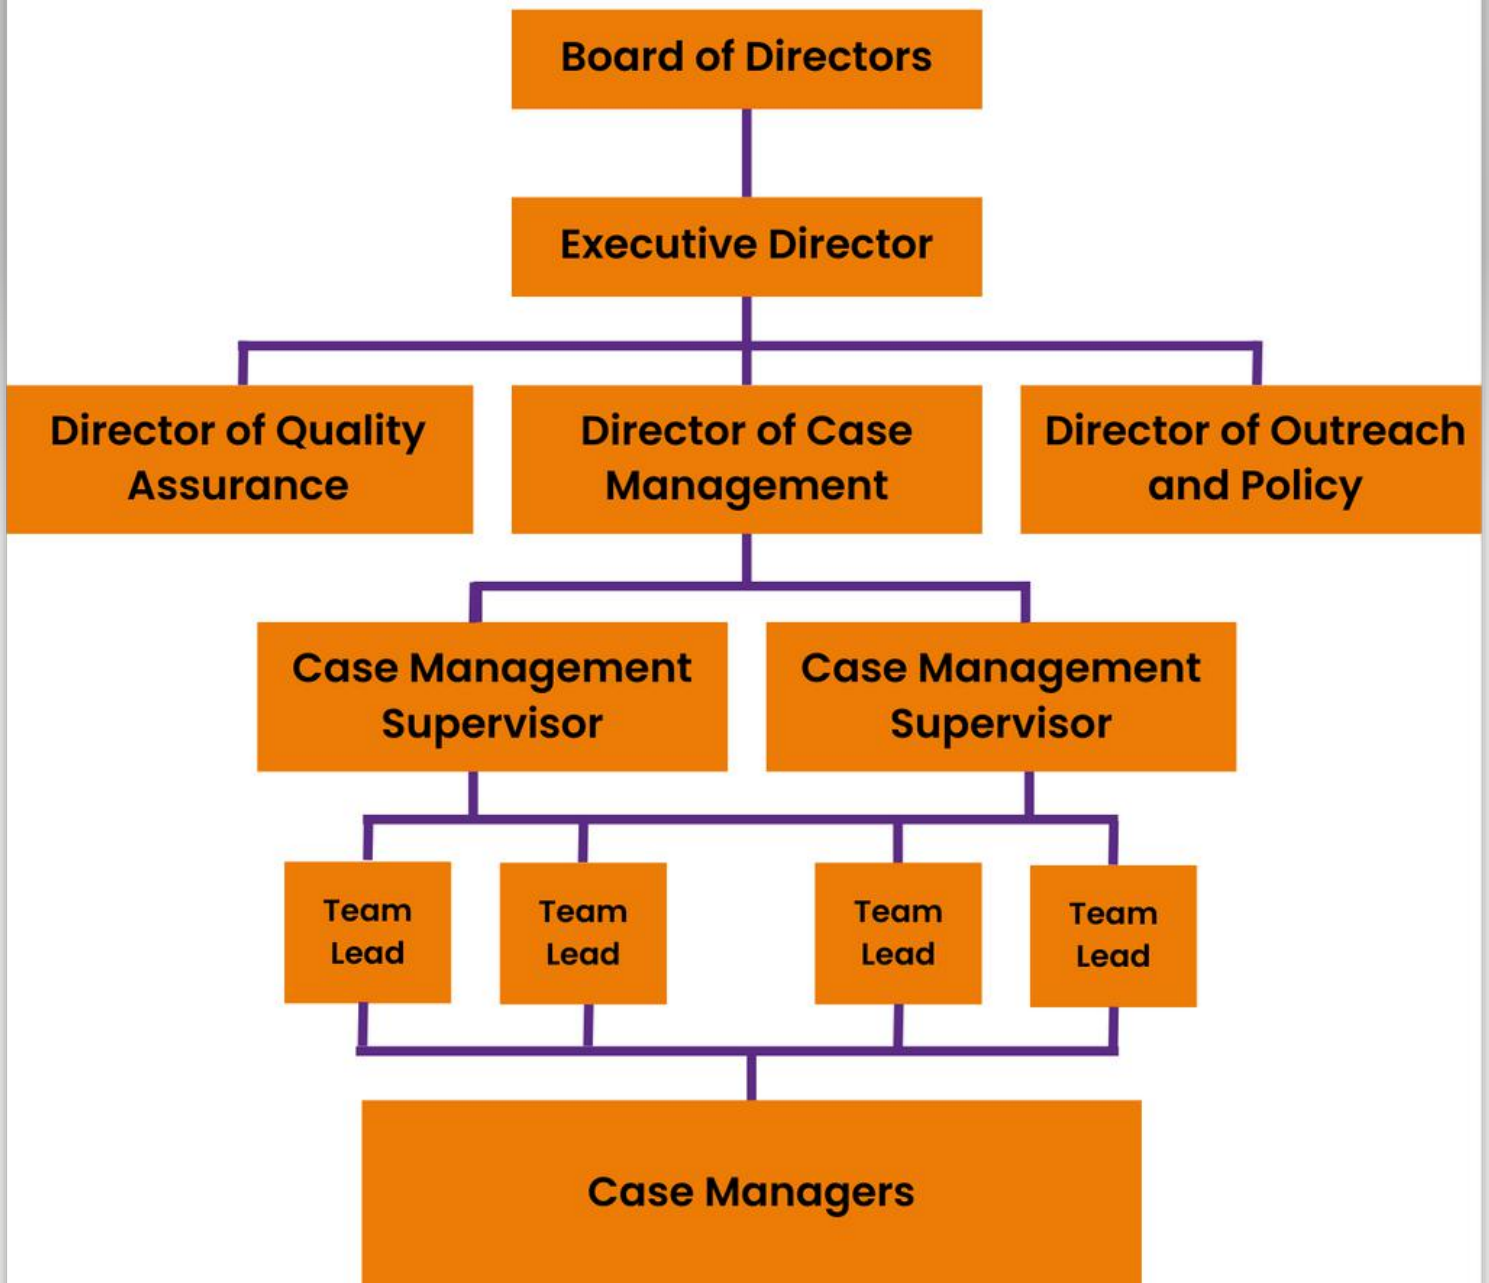 Board of Directors
Executive Director
Director of Quality
Assurance
Director of Case
Management
Director of Outreach
and Policy
Case Management
Supervisor
Case Management
Supervisor
Team
Lead
Team
Lead
Team
Lead
Team
Lead
Case Managers